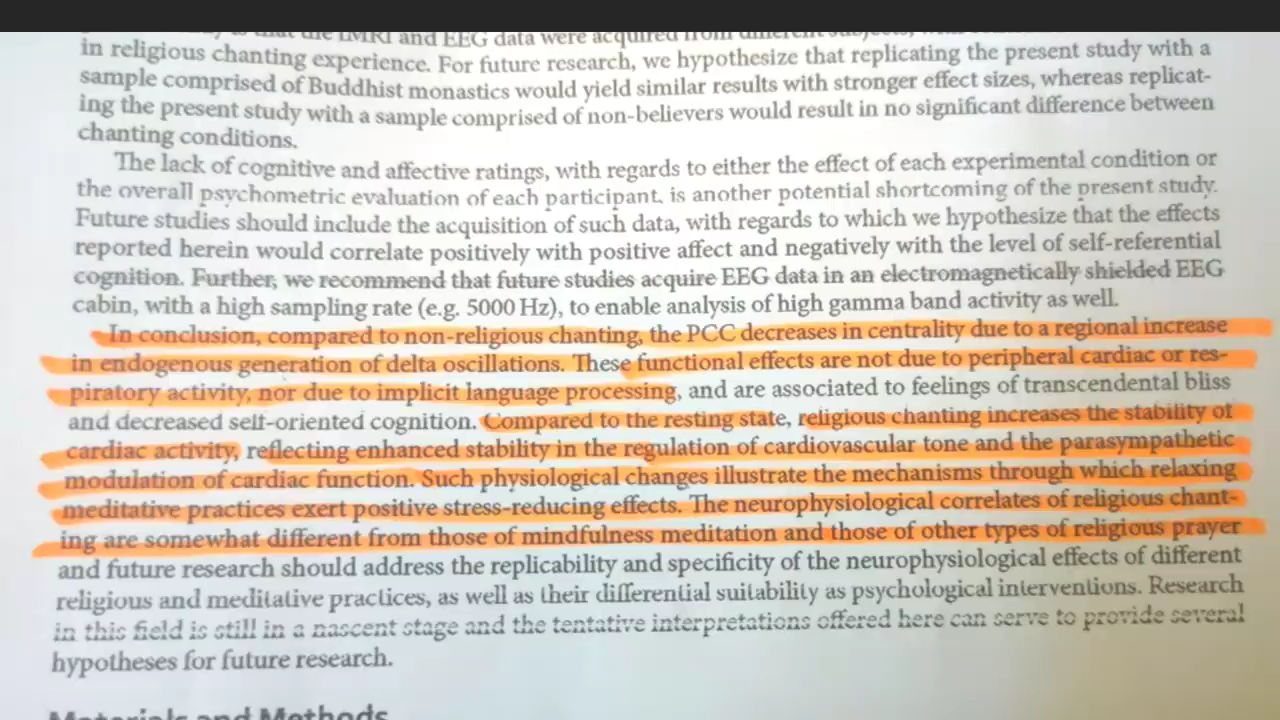 is that the fMRI and EEG data were acquired from different
in religious chanting experience. For future research, we hypothesize that replicating the present study with a
sample comprised of Buddhist monastics would yield similar results with stronger effect sizes, whereas replicat-
ing the present study with a sample comprised of non-believers would result in no significant difference between
chanting conditions.
The lack of cognitive and affective ratings, with regards to either the effect of each experimental condition or
the overall psychometric evaluation of each participant, is another potential shortcoming of the present study.
Future studies should include the acquisition of such data, with regards to which we hypothesize that the effects
reported herein would correlate positively with positive affect and negatively with the level of self-referential
cognition. Further, we recommend that future studies acquire EEG data in an electromagnetically shielded EEG
cabin, with a high sampling rate (e.g. 5000 Hz), to enable analysis of high gamma band activity as well.
In conclusion, compared to non-religious chanting, the PCC decreases in centrality due to a regional increase
in endogenous generation of delta oscillations. These functional effects are not due to peripheral cardiac or res-
piratory activity, nor due to implicit language processing, and are associated to feelings of transcendental bliss
and decreased self-oriented cognition. Compared to the resting state, religious chanting increases the stability of
cardiac activity, reflecting enhanced stability in the regulation of cardiovascular tone and the parasympathetic
modulation of cardiac function. Such physiological changes illustrate the mechanisms through which relaxing
meditative practices exert positive stress-reducing effects. The neurophysiological correlates of religious chant-
ing are somewhat different from those of mindfulness meditation and those of other types of religious prayer
and future research should address the replicability and specificity of the neurophysiological effects of different
religious and meditative practices, as well as their differential suitability as psychological interventions. Research
in this field is still in a nascent stage and the tentative interpretations offered here can serve to provide several
hypotheses for future research.
Materials and Methods